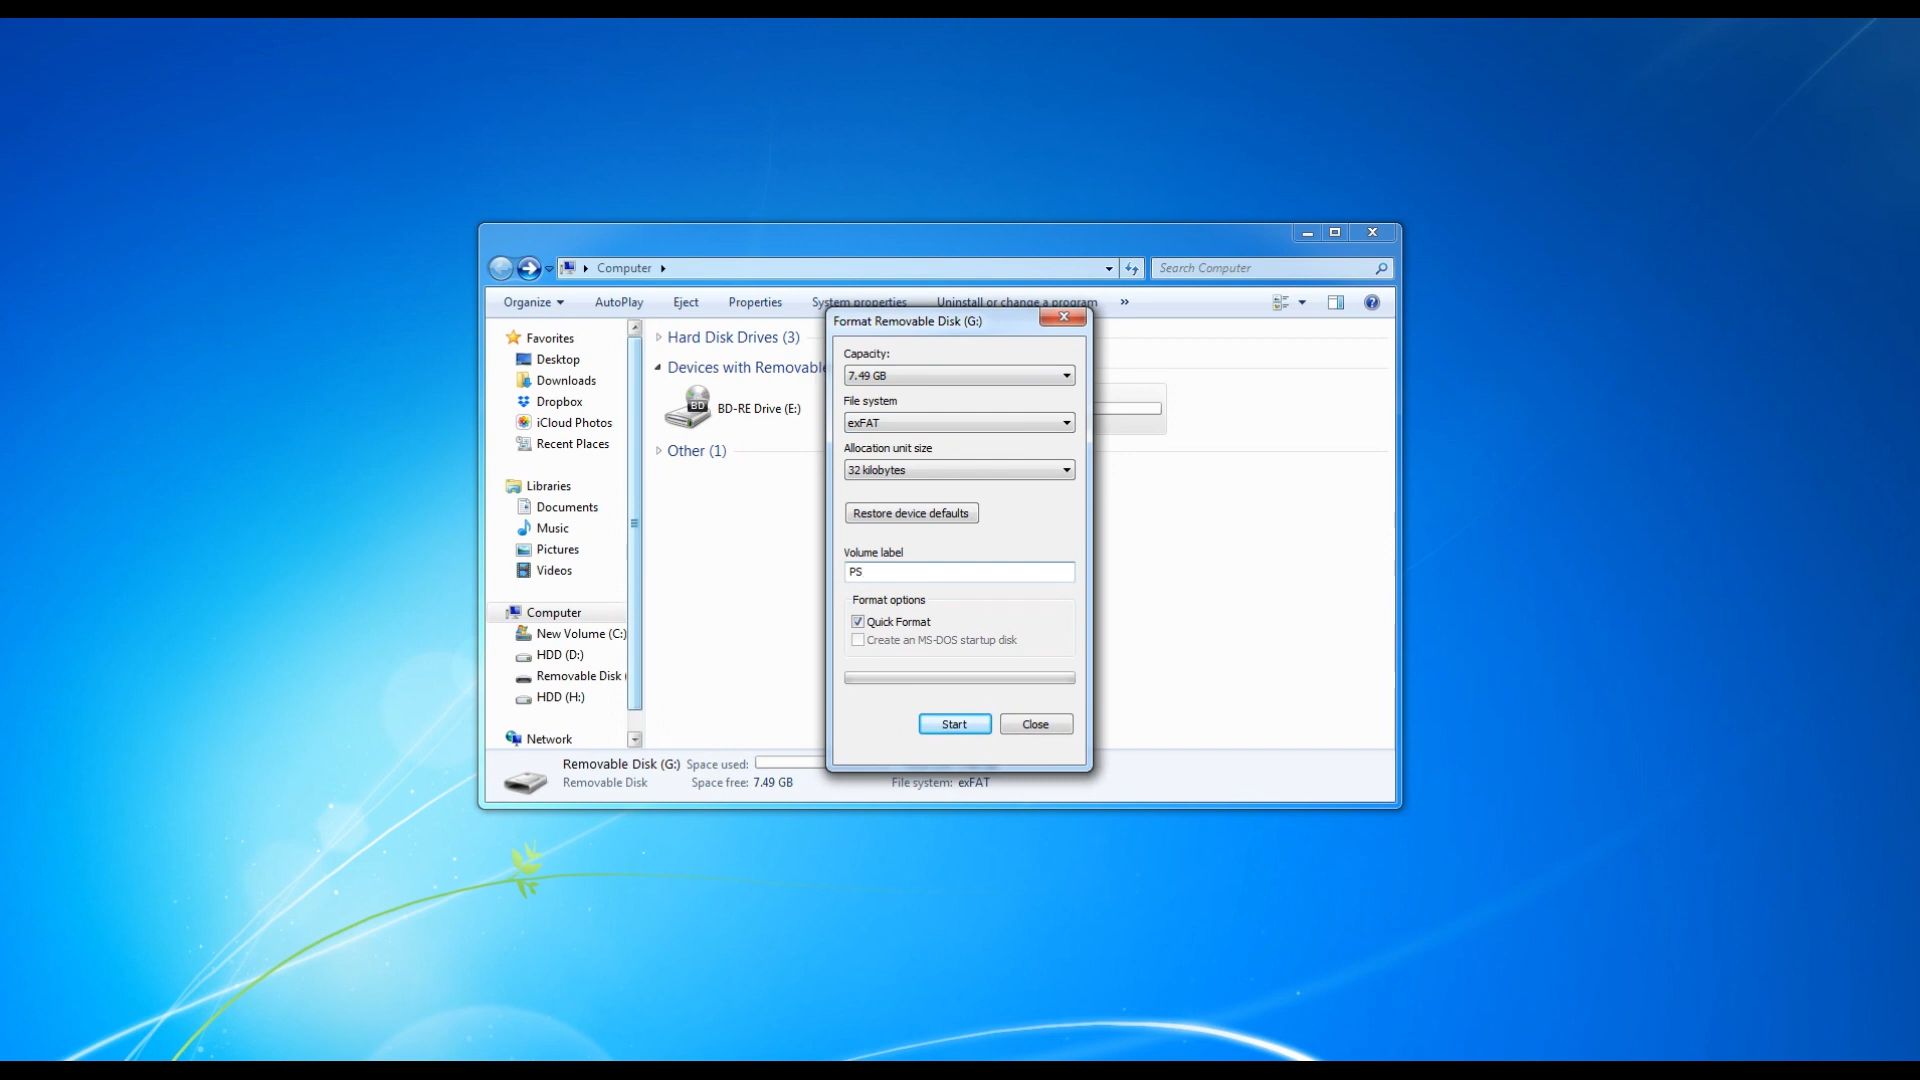 Computer
Search Computer
Organize
AutoPlay
Eject
Properties
System properties
Uninstall or change a program
»
Format Removable Disk (G:)
Favorites
Desktop
Downloads
Dropbox
iCloud Photos
Recent Places
Libraries
Documents
Music
Pictures
Videos
Computer
New Volume (C:)
HDD (D:)
Removable Disk (
HDD (H:)
Network
Hard Disk Drives (3)
Devices with Removable
BD
BD-RE Drive (E:)
Other (1)
Capacity:
7.49 GB
File system
exFAT
Allocation unit size
32 kilobytes
Restore device defaults
Volume label
PS
Format options
Quick Format
Create an MS-DOS startup disk
Start
Close
Removable Disk (G:)
Space used:
Removable Disk
Space free: 7.49 GB
File system: exFAT